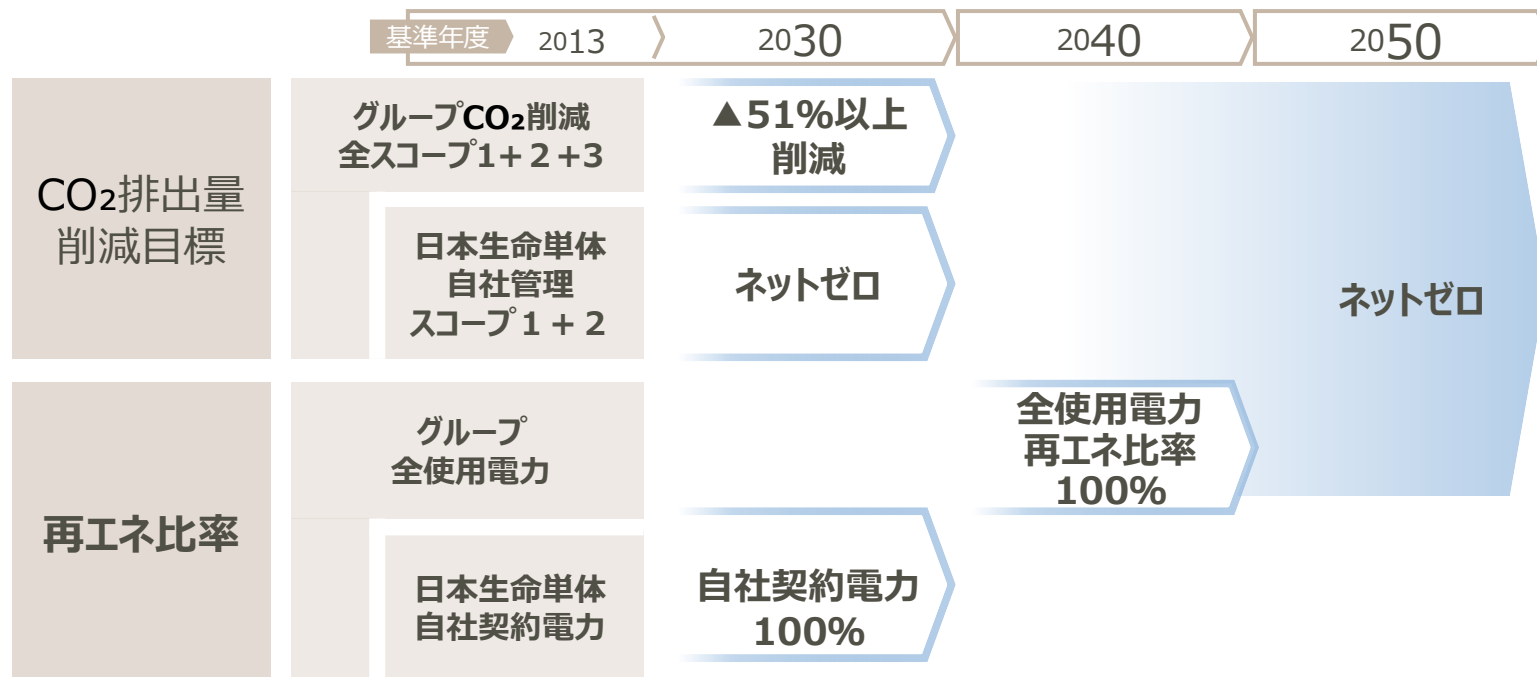 基準年度 2013 2030 2040 2050
CO₂排出量
削減目標
グループCO₂削減
全スコープ1+２+3
▲51%以上
削減
日本生命単体
自社管理
スコープ１+２
ネットゼロ
ネットゼロ
再エネ比率
グループ
全使用電力
全使用電力
再エネ比率
100%
日本生命単体
自社契約電力
自社契約電力
100%